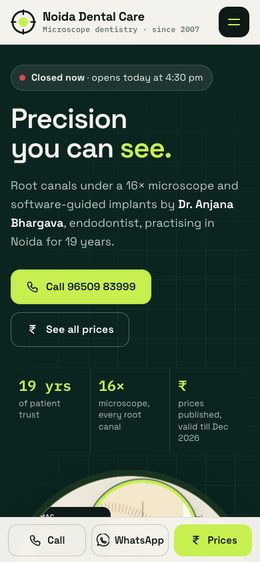 Noida Dental Care
Microscope dentistry · since 2007
Closed now · opens today at 4:30 pm
Precision
you can see.
Root canals under a 16× microscope and
software-guided implants by Dr. Anjana
Bhargava, endodontist, practising in
Noida for 19 years.
Call 96509 83999
₹ See all prices
19 yrs
of patient
trust
16×
microscope,
every root
canal
₹
prices
published,
valid till Dec
2026
Call
WhatsApp
₹ Prices